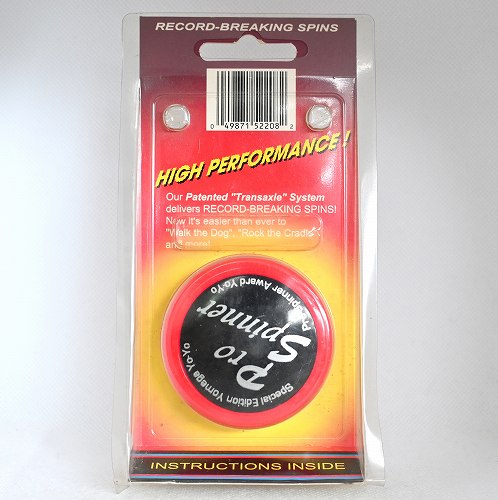 RECORD-BREAKING SPINS
0 49871 52208 2
HIGH PERFORMANCE!
Our Patented "Transaxle" System
delivers RECORD-BREAKING SPINS!
Now it's easier than ever to
"Walk the Dog", "Rock the Cradle"
and more!
Special Edition Yomega Yo-Yo
Pro
Spinner
A Prospinner Award Yo-Yo
INSTRUCTIONS INSIDE